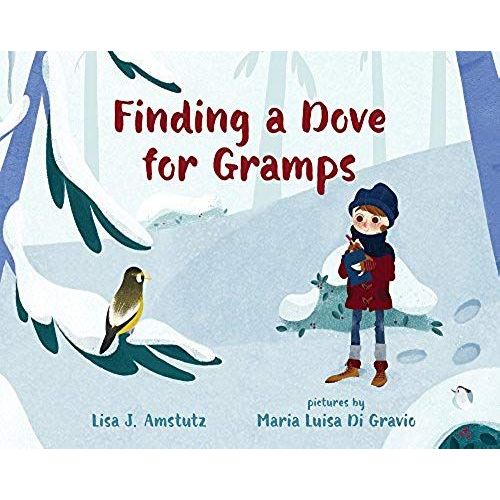 Finding a Dove
for Gramps
Lisa J. Amstutz
pictures by
Maria Luisa Di Gravio